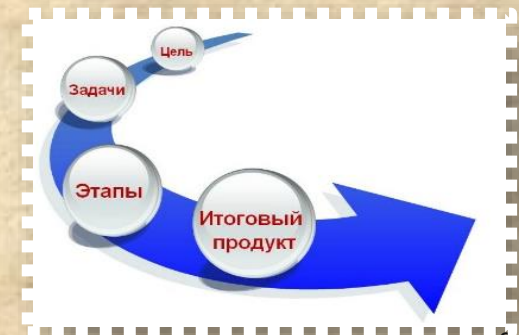 Цель
Задачи
Этапы
Итоговый
продукт